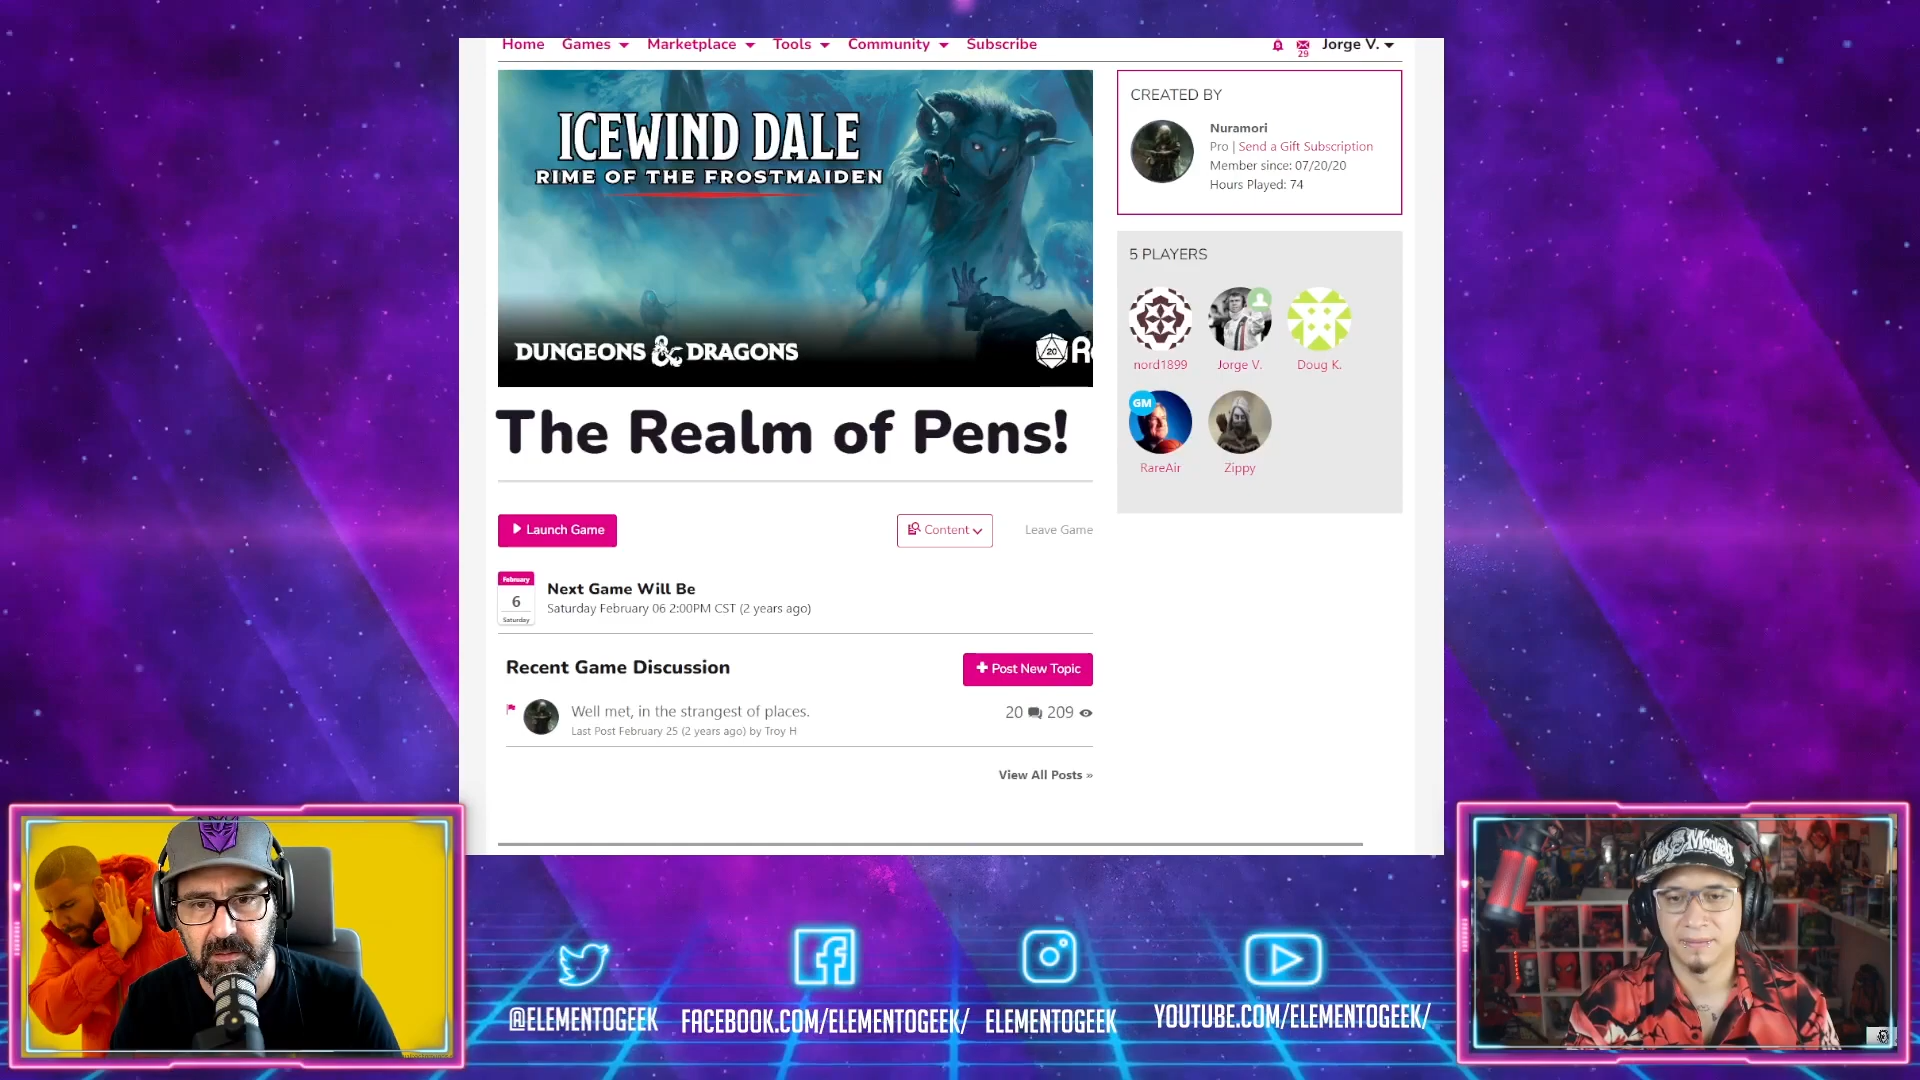 Home Games Marketplace Tools Community Subscribe
29
Jorge V.
ICEWIND DALE
RIME OF THE FROSTMAIDEN
DUNGEONS & DRAGONS
20
CREATED BY
Nuramori
Pro | Send a Gift Subscription
Member since: 07/20/20
Hours Played: 74
5 PLAYERS
nord1899 Jorge V. Doug K.
GM
RareAir Zippy
The Realm of Pens!
Launch Game
Content
Leave Game
February
6
Saturday
Next Game Will Be
Saturday February 06 2:00PM CST (2 years ago)
Recent Game Discussion
Post New Topic
Well met, in the strangest of places.
Last Post February 25 (2 years ago) by Troy H
20 209
View All Posts »
@ELEMENTOGEEK
FACEBOOK.COM/ELEMENTOGEEK/
ELEMENTOGEEK
YOUTUBE.COM/ELEMENTOGEEK/